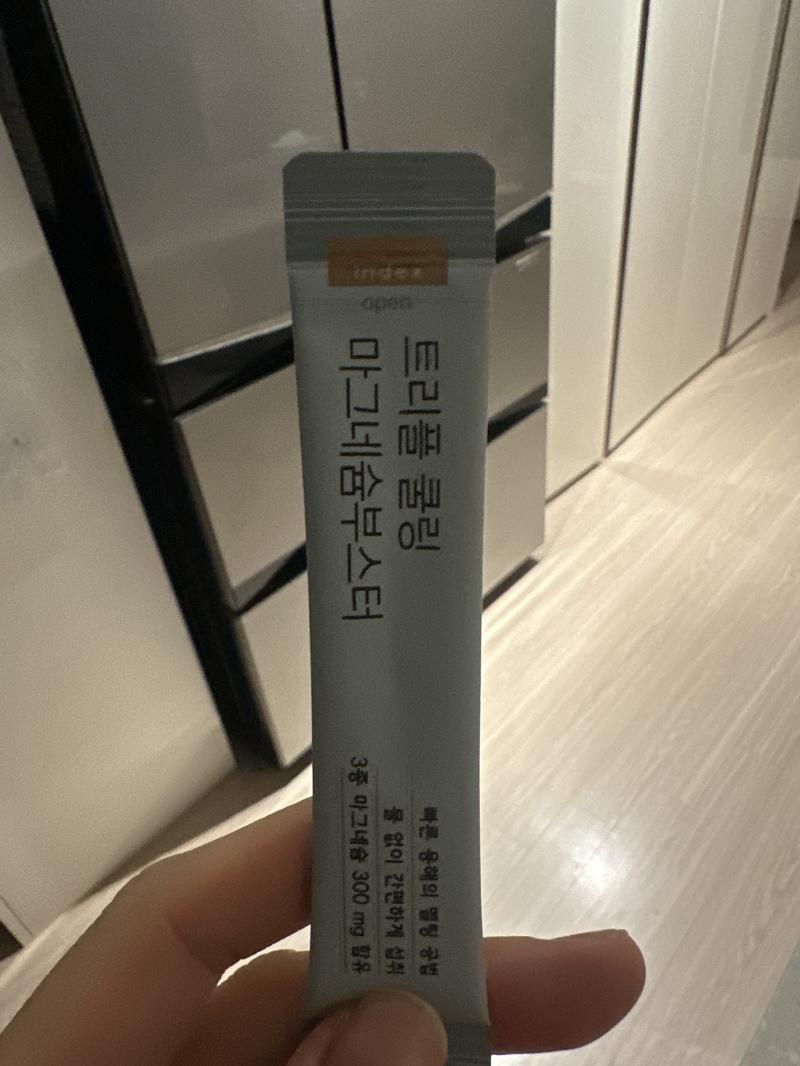 index
open
트리플 쿨링
마그네슘부스터
빠른 용해의 멜팅 공법
물 없이 간편하게 섭취
3종 마그네슘 300 mg 함유